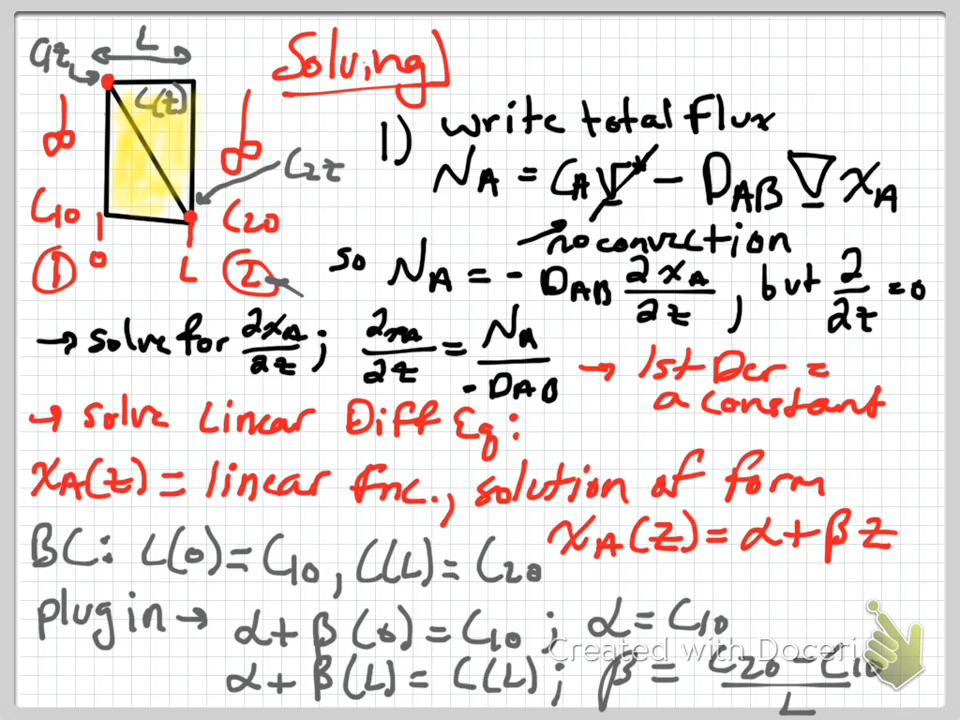 Solving
L
C1z
C(z)
C2z
C10
C20
0
L
1
2
1) write total flux
NA = CA V* - DAB ∇ xA
no convection
so NA = - DAB ∂xA/∂z, but ∂/∂z = 0
→ solve for ∂xA/∂z; ∂xA/∂z = NA/-DAB → 1st Der = a constant
→ solve Linear Diff Eq:
xA(z) = linear fnc., solution of form
xA(z) = α + βz
BC: C(0) = C10, C(L) = C20
plug in → α + β(0) = C10; α = C10
α + β(L) = C(L); β = C20 - C10/L
Created with Doceri